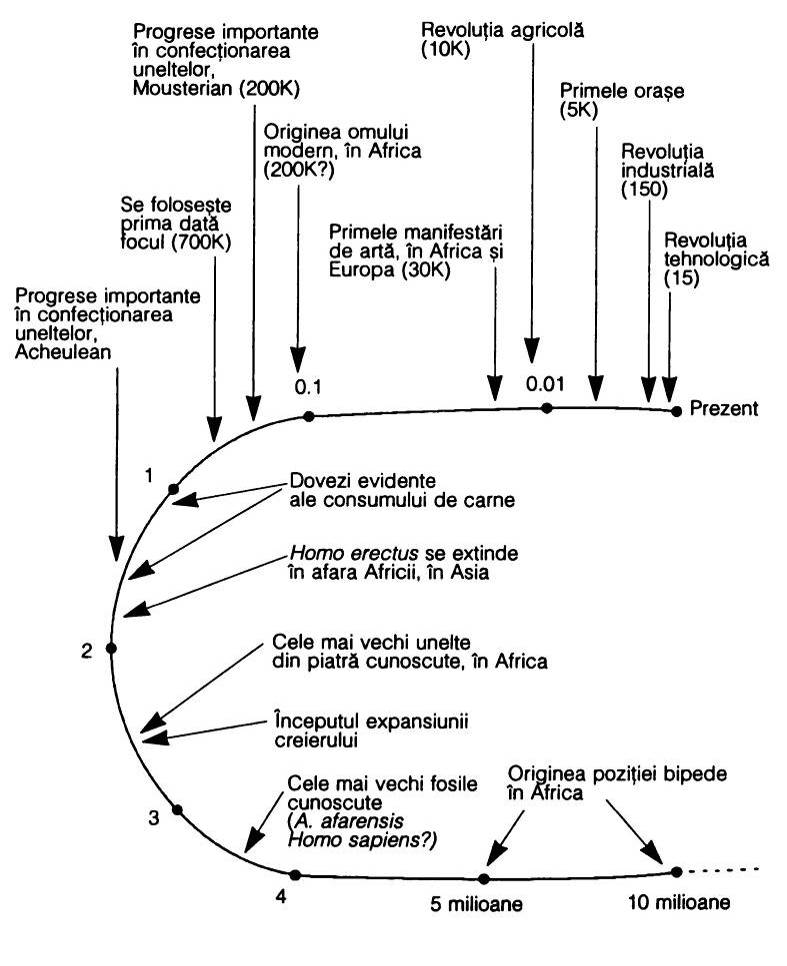 Progrese importante
în confecționarea
uneltelor,
Mousterian (200K)
Revoluția agricolă
(10K)
Primele orașe
(5K)
Originea omului
modern, în Africa
(200K?)
Revoluția
industrială
(150)
Se folosește
prima dată
focul (700K)
Primele manifestări
de artă, în Africa și
Europa (30K)
Revoluția
tehnologică
(15)
Progrese importante
în confecționarea
uneltelor,
Acheulean
0.1
0.01
Prezent
1
Dovezi evidente
ale consumului de carne
Homo erectus se extinde
în afara Africii, în Asia
2
Cele mai vechi unelte
din piatră cunoscute, în Africa
Începutul expansiunii
creierului
3
Cele mai vechi fosile
cunoscute
(A. afarensis
Homo sapiens?)
Originea poziției bipede
în Africa
4
5 milioane
10 milioane